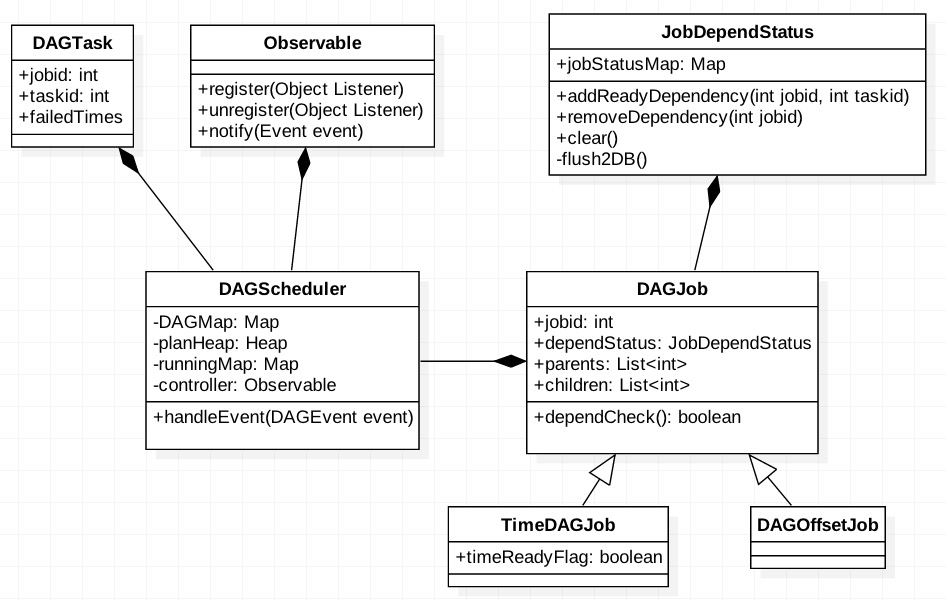 DAGTask
+jobid: int
+taskid: int
+failedTimes
Observable
+register(Object Listener)
+unregister(Object Listener)
+notify(Event event)
JobDependStatus
+jobStatusMap: Map
+addReadyDependency(int jobid, int taskid)
+removeDependency(int jobid)
+clear()
-flush2DB()
DAGScheduler
-DAGMap: Map
-planHeap: Heap
-runningMap: Map
-controller: Observable
+handleEvent(DAGEvent event)
DAGJob
+jobid: int
+dependStatus: JobDependStatus
+parents: List<int>
+children: List<int>
+dependCheck(): boolean
TimeDAGJob
+timeReadyFlag: boolean
DAGOffsetJob